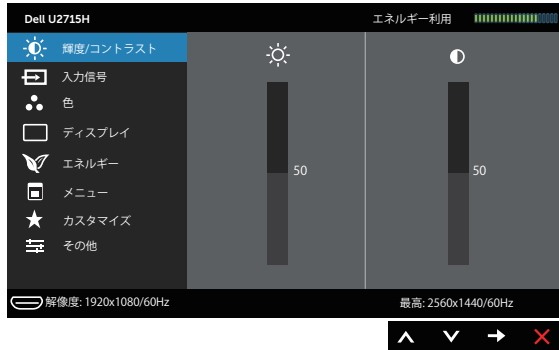 Dell U2715H
エネルギー利用
輝度/コントラスト
入力信号
色
ディスプレイ
エネルギー
メニュー
カスタマイズ
その他
50
50
解像度: 1920x1080/60Hz
最高: 2560x1440/60Hz